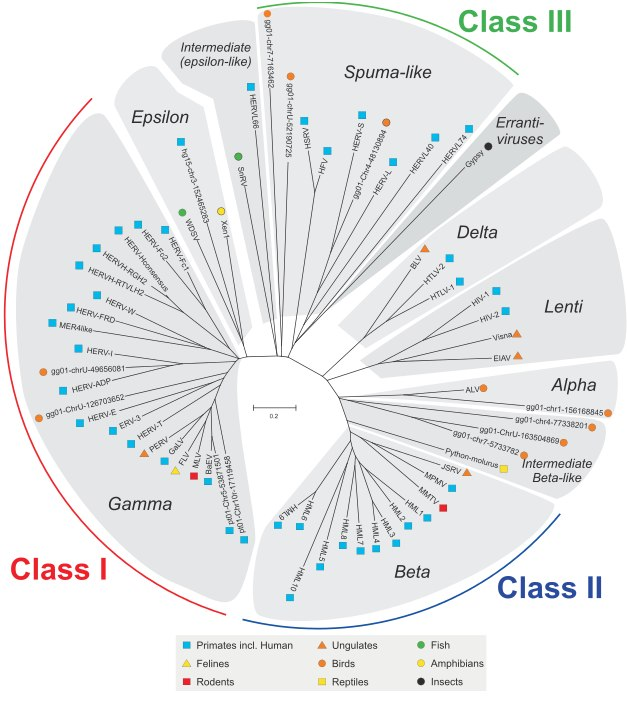 Class III
Intermediate
(epsilon-like)
Spuma-like
Epsilon
Erranti-
viruses
Delta
Lenti
Alpha
Intermediate
Beta-like
Beta
Class II
Gamma
Class I
gg01-chr7-7163462
HERVL66
gg01-chrU-52190725
HSRV
HFV
HERV-S
gg01-Chr4-48130894
HERV-L
HERVL40
HERVL74
Gypsy
BLV
HTLV-2
HTLV-1
HIV-1
HIV-2
Visna
EIAV
ALV
gg01-chr1-156168845
gg01-chr4-77338201
gg01-ChrU-163504869
gg01-chr7-5733782
Python-molurus
JSRV
MPMV
MMTV
HML1
HML2
HML3
HML4
HML7
HML8
HML5
HML10
HML6
HML9
ptl01-Chr10r-17119458
ptl01-Chr5-53871501
BaEV
MLV
FLV
GaLV
PERV
HERV-T
ERV-3
HERV-E
gg01-ChrU-126703652
HERV-ADP
gg01-chrU-49656081
HERV-I
MER4like
HERV-FRD
HERV-W
HERVH-RTVLH2
HERVH-RGH2
HERV-Hconsensus
HERV-Fc2
HERV-Fc1
hg15-chr3-152465283
WDSV
Xen1
SnRV
0.2
Primates incl. Human
Ungulates
Fish
Felines
Birds
Amphibians
Rodents
Reptiles
Insects